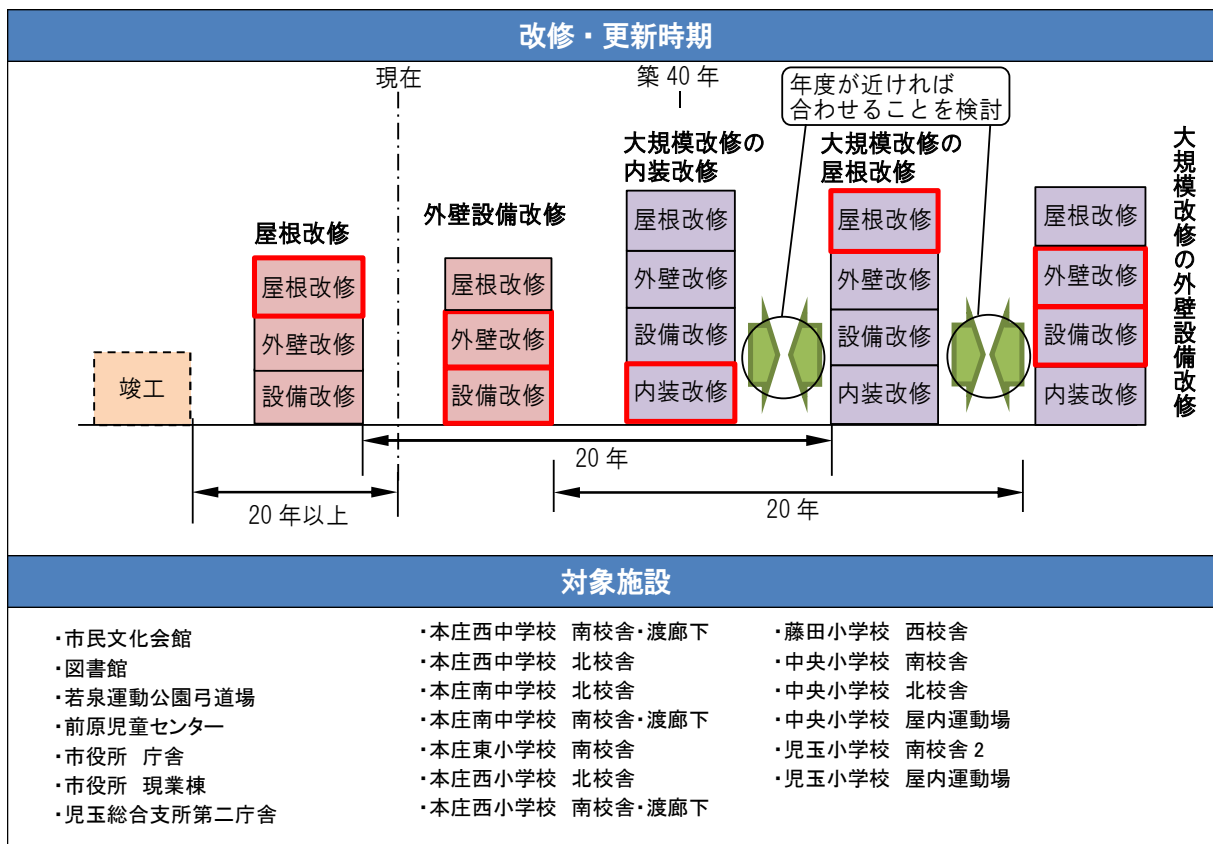 改修・更新時期
現在
築40年
年度が近ければ
合わせることを検討
屋根改修
屋根改修
外壁改修
設備改修
外壁設備改修
屋根改修
外壁改修
設備改修
大規模改修の
内装改修
屋根改修
外壁改修
設備改修
内装改修
大規模改修の
屋根改修
屋根改修
外壁改修
設備改修
内装改修
大規模改修の外壁設備改修
屋根改修
外壁改修
設備改修
内装改修
竣工
20年
20年以上
20年
対象施設
・市民文化会館
・図書館
・若泉運動公園弓道場
・前原児童センター
・市役所 庁舎
・市役所 現業棟
・児玉総合支所第二庁舎
・本庄西中学校 南校舎・渡廊下
・本庄西中学校 北校舎
・本庄南中学校 北校舎
・本庄南中学校 南校舎・渡廊下
・本庄東小学校 南校舎
・本庄西小学校 北校舎
・本庄西小学校 南校舎・渡廊下
・藤田小学校 西校舎
・中央小学校 南校舎
・中央小学校 北校舎
・中央小学校 屋内運動場
・児玉小学校 南校舎2
・児玉小学校 屋内運動場